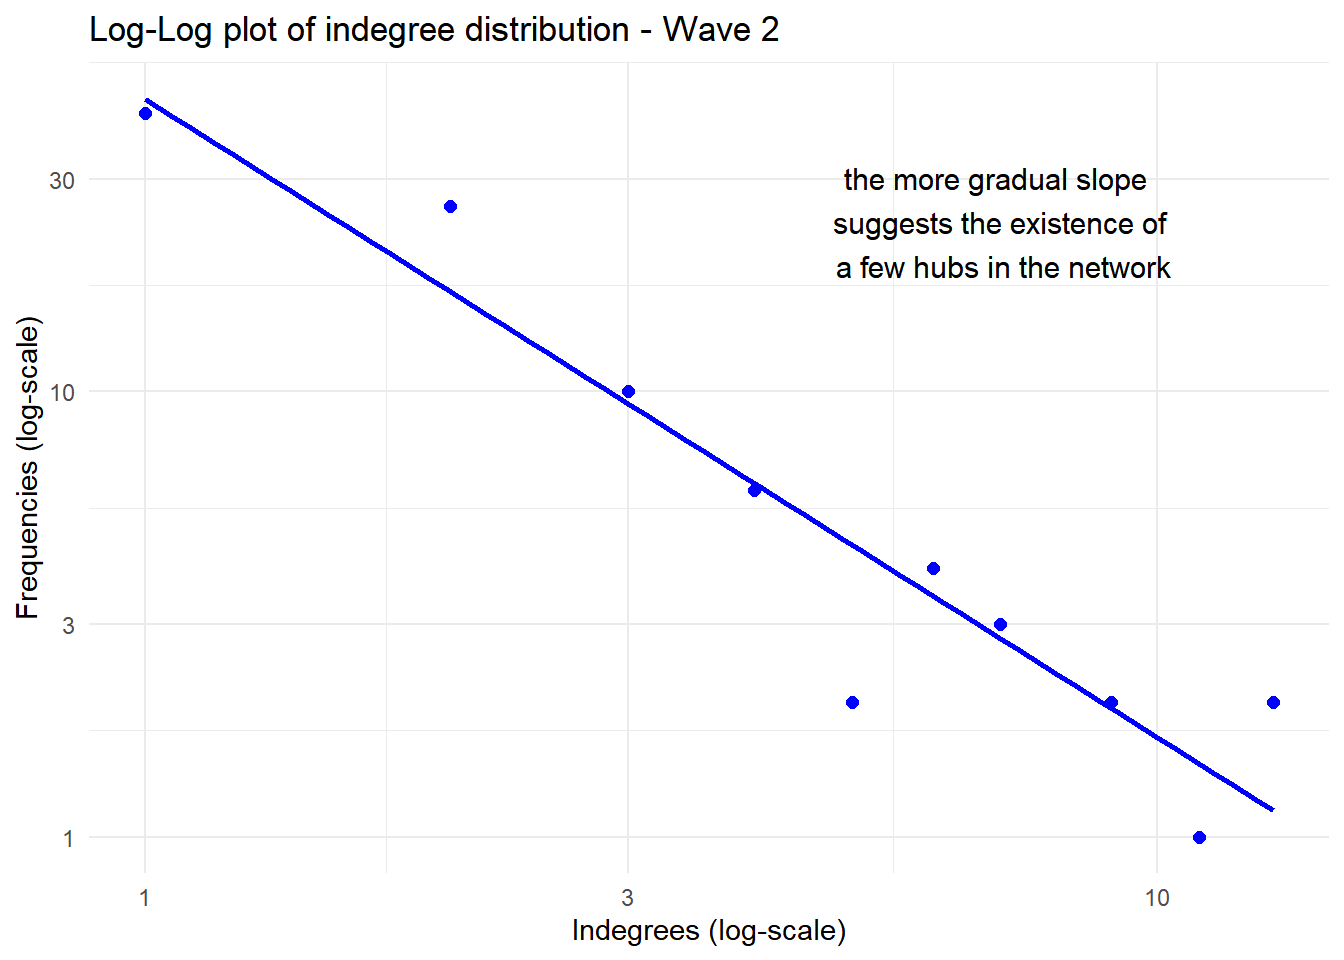 Log-Log plot of indegree distribution - Wave 2
the more gradual slope
suggests the existence of
a few hubs in the network
Frequencies (log-scale)
30
10
3
1
1
3
10
Indegrees (log-scale)